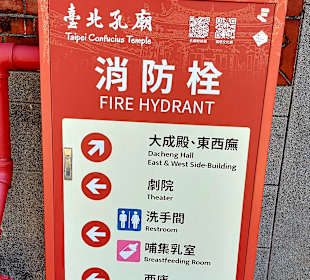 臺北孔廟
Taipei Confucius Temple
消防栓
FIRE HYDRANT
大成殿、東西廡
Dacheng Hall
East & West Side-Building
劇院
Theater
洗手間
Restroom
哺集乳室
Breastfeeding Room